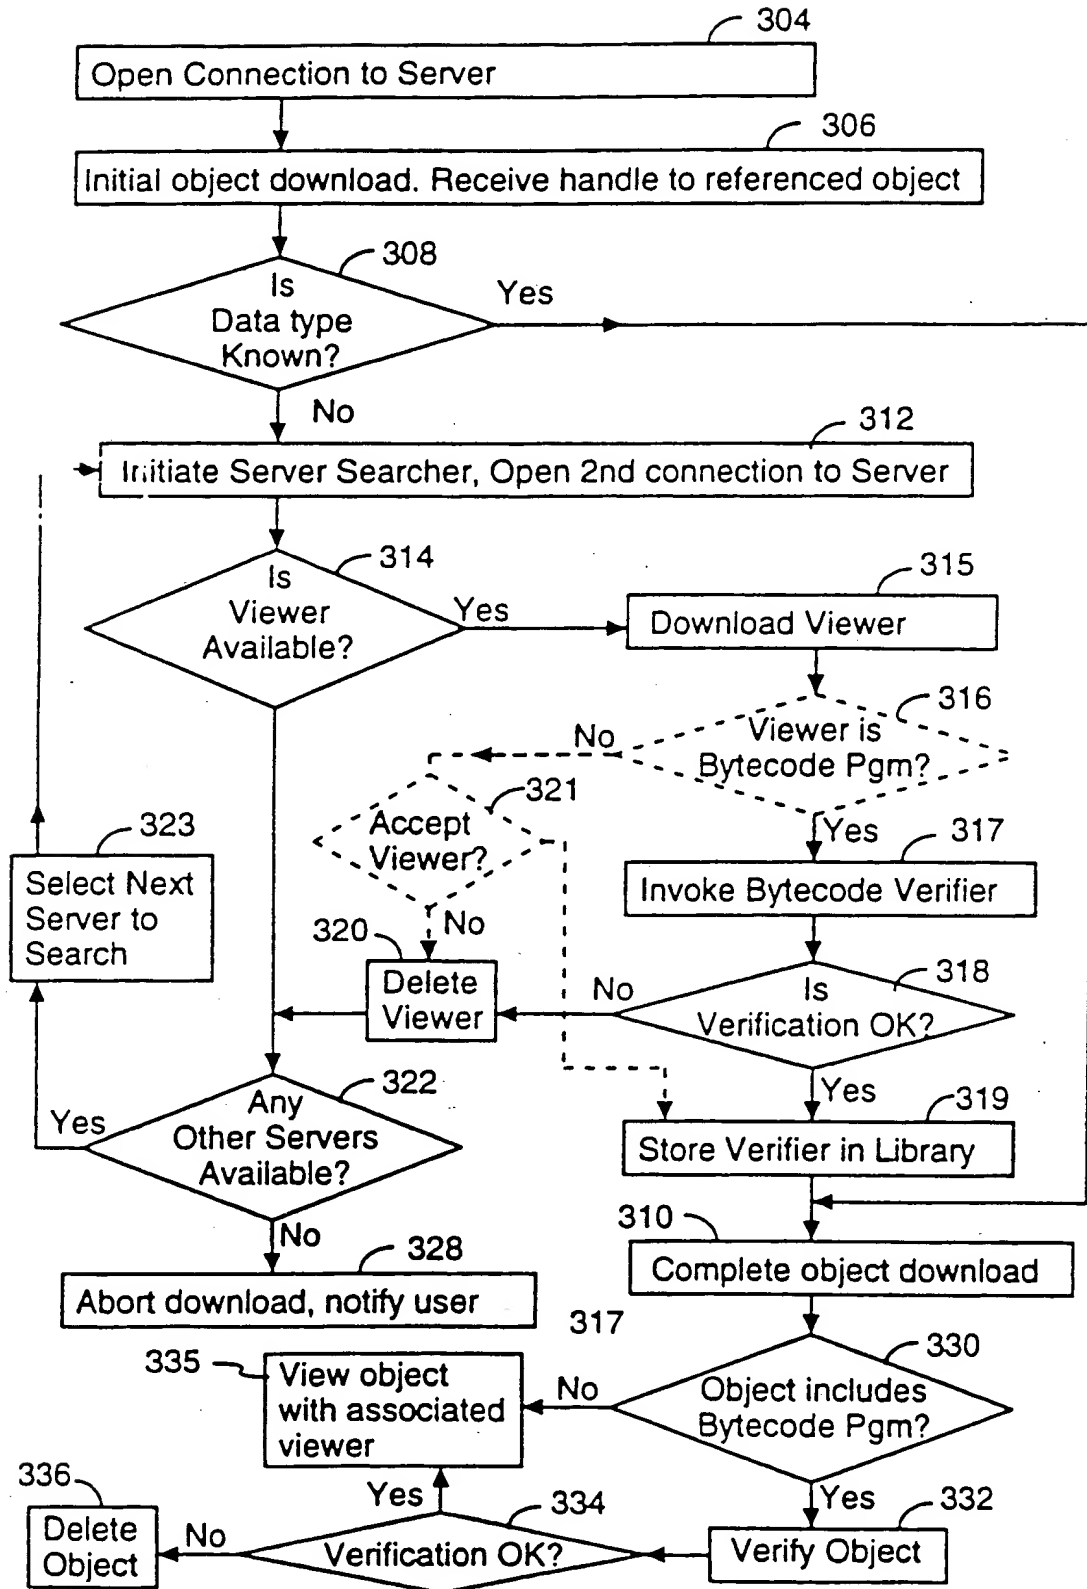 304
Open Connection to Server
306
Initial object download. Receive handle to referenced object
308
Is
Data type
Known?
Yes
No
312
Initiate Server Searcher, Open 2nd connection to Server
314
Is
Viewer
Available?
Yes
315
Download Viewer
316
Viewer is
Bytecode Pgm?
No
Yes
321
Accept
Viewer?
No
317
Invoke Bytecode Verifier
323
Select Next
Server to
Search
320
Delete
Viewer
318
Is
Verification OK?
No
Yes
322
Any
Other Servers
Available?
Yes
No
319
Store Verifier in Library
310
Complete object download
328
Abort download, notify user
317
330
Object includes
Bytecode Pgm?
No
Yes
335
View object
with associated
viewer
332
Verify Object
334
Verification OK?
Yes
No
336
Delete
Object